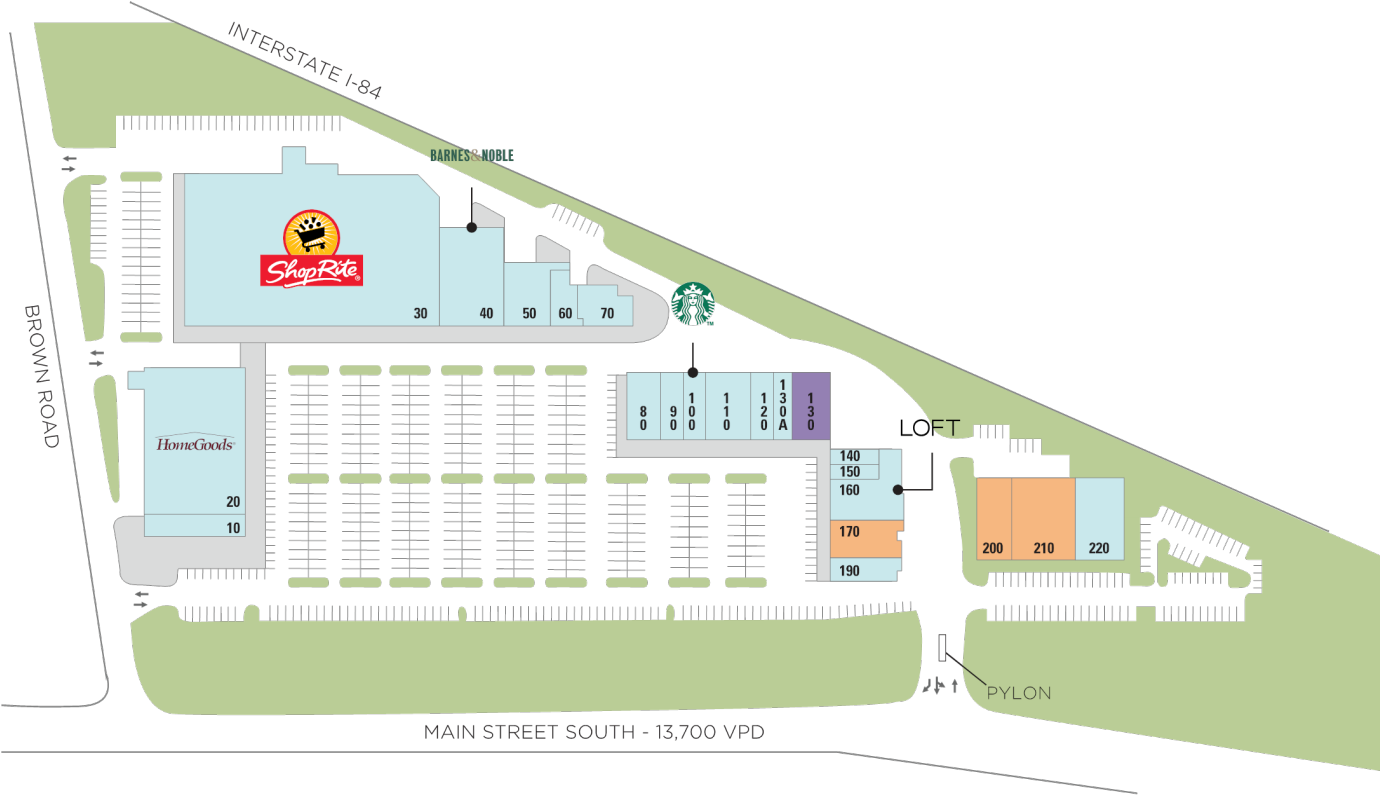 INTERSTATE I-84
BARNES&NOBLE
ShopRite®
30
40
50
60
70
TM
BROWN ROAD
HomeGoods
20
10
80
90
100
110
120
130A
130
LOFT
140
150
160
170
190
200
210
220
PYLON
MAIN STREET SOUTH - 13,700 VPD